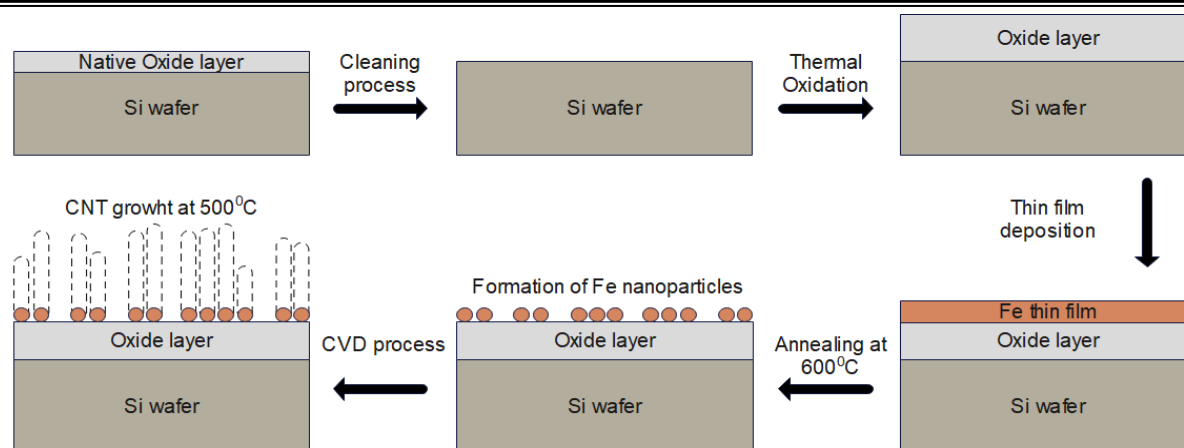 Native Oxide layer
Si wafer
Cleaning
process
Si wafer
Thermal
Oxidation
Oxide layer
Si wafer
Thin film
deposition
Fe thin film
Oxide layer
Si wafer
Annealing at
600⁰C
Formation of Fe nanoparticles
Oxide layer
Si wafer
CVD process
CNT growht at 500⁰C
Oxide layer
Si wafer